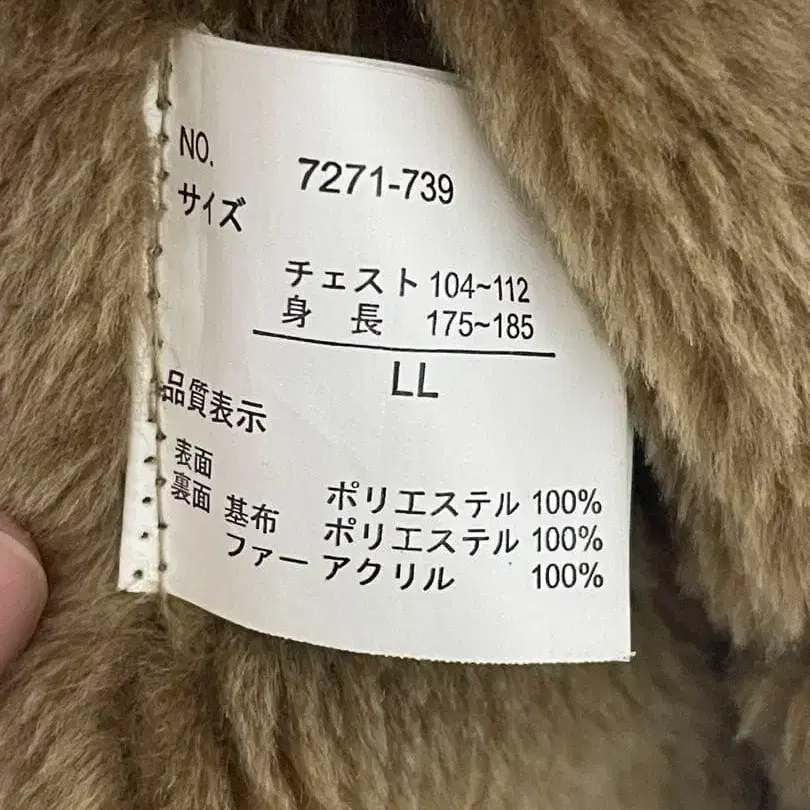 NO. 7271-739
サイズ
チェスト 104~112
身 長 175~185
LL
品質表示
表面 ポリエステル 100%
裏面 基布 ポリエステル 100%
ファー アクリル 100%